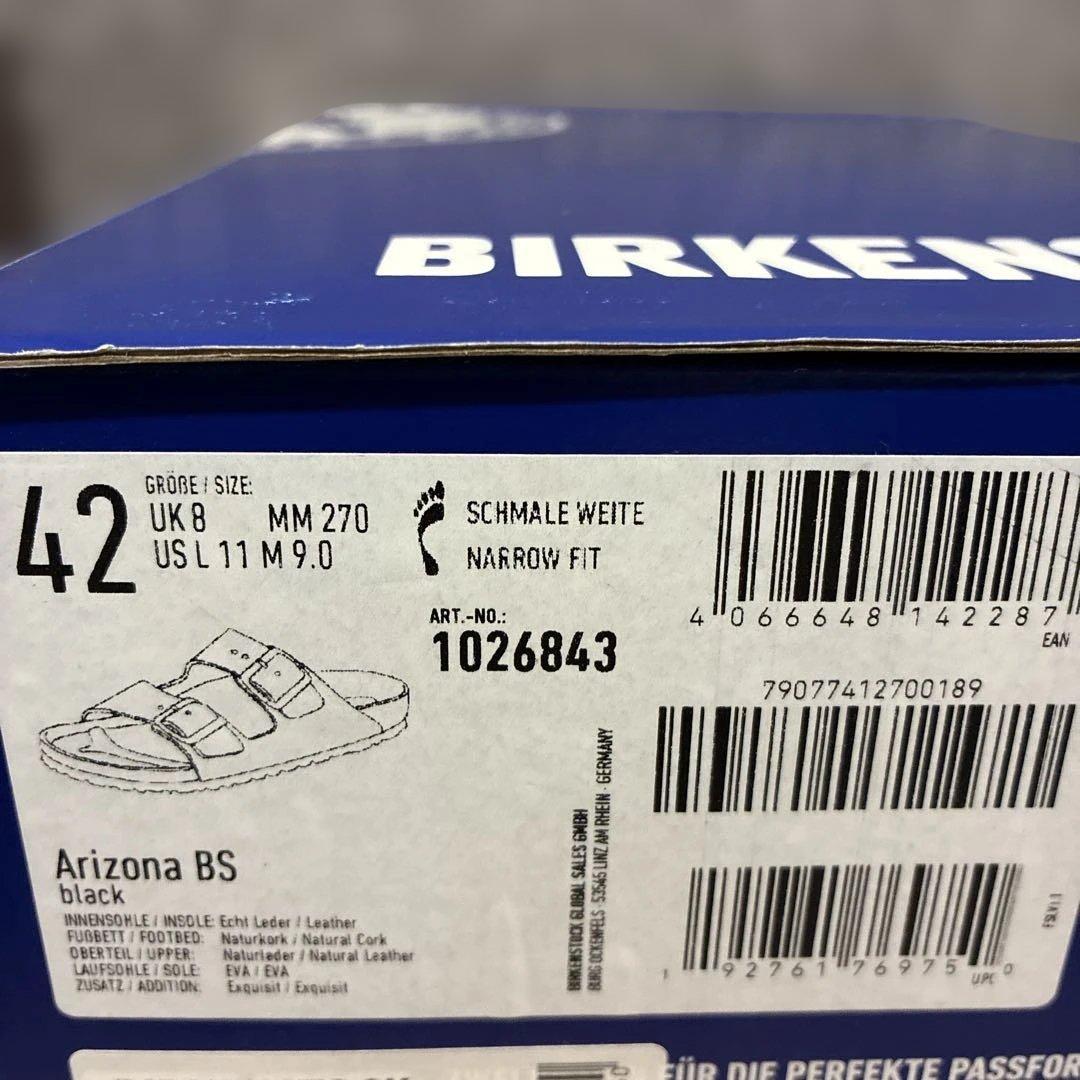 BIRKENS
42
GRÖßE / SIZE:
UK 8 MM 270
US L 11 M 9.0
SCHMALE WEITE
NARROW FIT
ART.-NO.:
1026843
4 066648 142287
EAN
79077412700189
Arizona BS
black
INNENSOHLE / INSOLE: Echt Leder / Leather
FUßBETT / FOOTBED: Naturkork / Natural Cork
OBERTEIL / UPPER: Naturleder / Natural Leather
LAUFSOHLE / SOLE: EVA / EVA
ZUSATZ / ADDITION: Exquisit / Exquisit
BIRKENSTOCK GLOBAL SALES GMBH
BURG OCKENFELS · 53545 LINZ AM RHEIN · GERMANY
1 92761 76975 0
UPC
FSLV1.1
FÜR DIE PERFEKTE PASSFOR